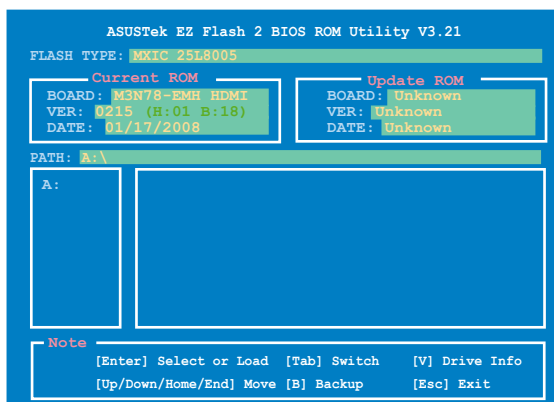 ASUSTek EZ Flash 2 BIOS ROM Utility V3.21
FLASH TYPE: MXIC 25L8005
Current ROM
BOARD: M3N78-EMH HDMI
VER: 0215 (H:01 B:18)
DATE: 01/17/2008
Update ROM
BOARD: Unknown
VER: Unknown
DATE: Unknown
PATH: A:\
A:
Note
[Enter] Select or Load [Tab] Switch [V] Drive Info
[Up/Down/Home/End] Move [B] Backup [Esc] Exit